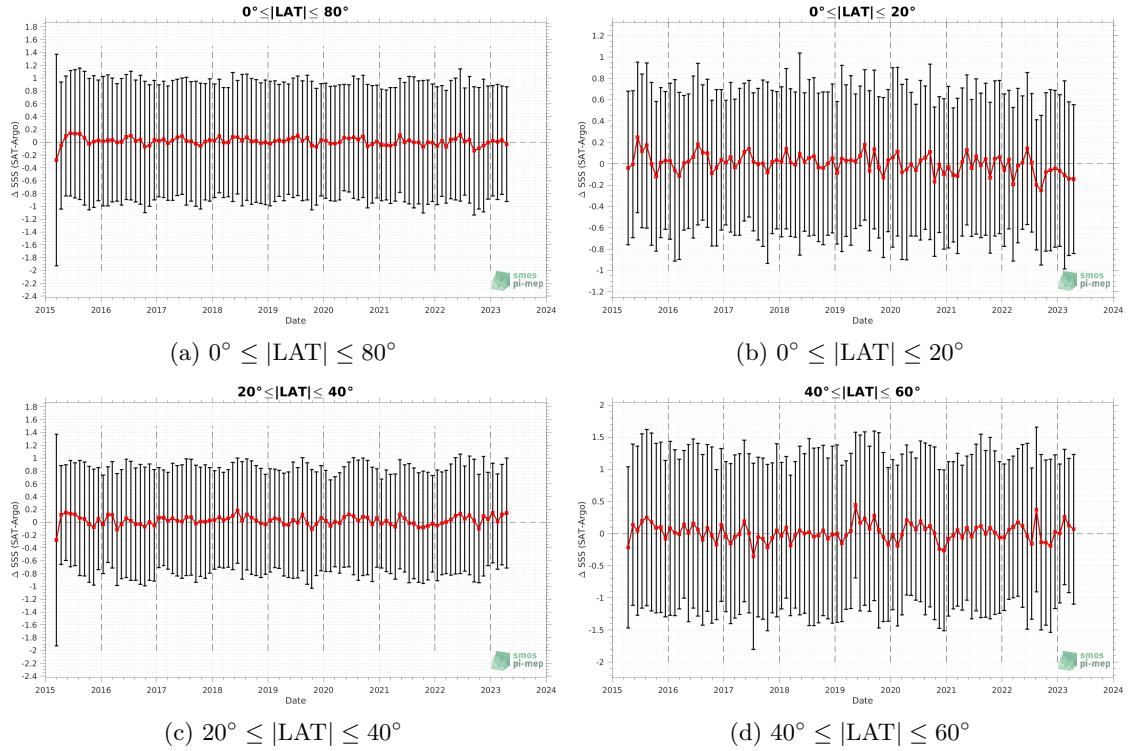 0°≤|LAT|≤ 80°
Δ SSS (SAT-Argo)
1.8
1.6
1.4
1.2
1
0.8
0.6
0.4
0.2
0
-0.2
-0.4
-0.6
-0.8
-1
-1.2
-1.4
-1.6
-1.8
-2
-2.2
-2.4
2015 2016 2017 2018 2019 2020 2021 2022 2023 2024
Date
smos
pi-mep
(a) 0° ≤ |LAT| ≤ 80°
0°≤|LAT|≤ 20°
Δ SSS (SAT-Argo)
1.2
1
0.8
0.6
0.4
0.2
0
-0.2
-0.4
-0.6
-0.8
-1
-1.2
2015 2016 2017 2018 2019 2020 2021 2022 2023 2024
Date
smos
pi-mep
(b) 0° ≤ |LAT| ≤ 20°
20°≤|LAT|≤ 40°
Δ SSS (SAT-Argo)
1.8
1.6
1.4
1.2
1
0.8
0.6
0.4
0.2
0
-0.2
-0.4
-0.6
-0.8
-1
-1.2
-1.4
-1.6
-1.8
-2
-2.2
-2.4
2015 2016 2017 2018 2019 2020 2021 2022 2023 2024
Date
smos
pi-mep
(c) 20° ≤ |LAT| ≤ 40°
40°≤|LAT|≤ 60°
Δ SSS (SAT-Argo)
2
1.5
1
0.5
0
-0.5
-1
-1.5
-2
2015 2016 2017 2018 2019 2020 2021 2022 2023 2024
Date
smos
pi-mep
(d) 40° ≤ |LAT| ≤ 60°